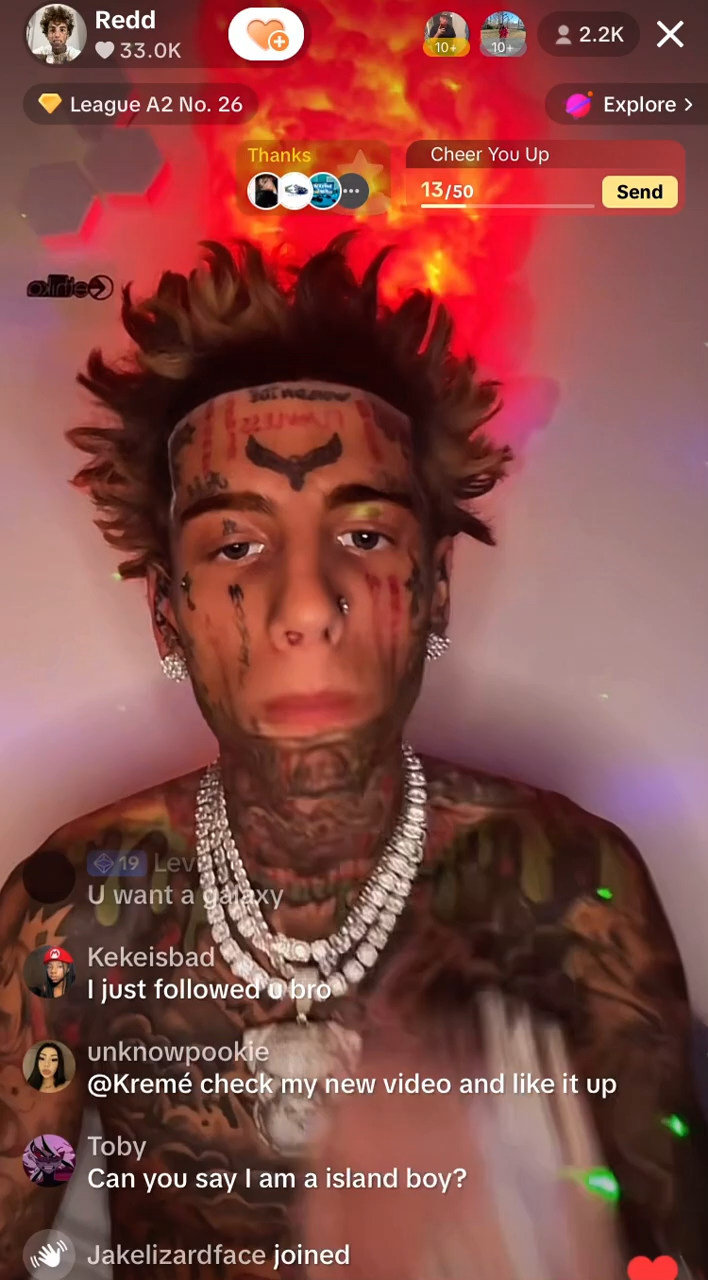 Redd
33.0K
10+
10+
2.2K
League A2 No. 26
Explore >
Thanks
Cheer You Up
13/50
Send
FLAWLESS
19 Lev
U want a galaxy
Kekeisbad
I just followed u bro
unknowpookie
@Kremé check my new video and like it up
Toby
Can you say I am a island boy?
Jakelizardface joined